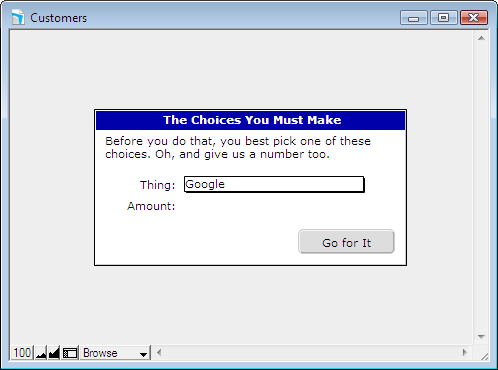 Customers
The Choices You Must Make
Before you do that, you best pick one of these
choices. Oh, and give us a number too.
Thing: Google
Amount:
Go for It
100 Browse